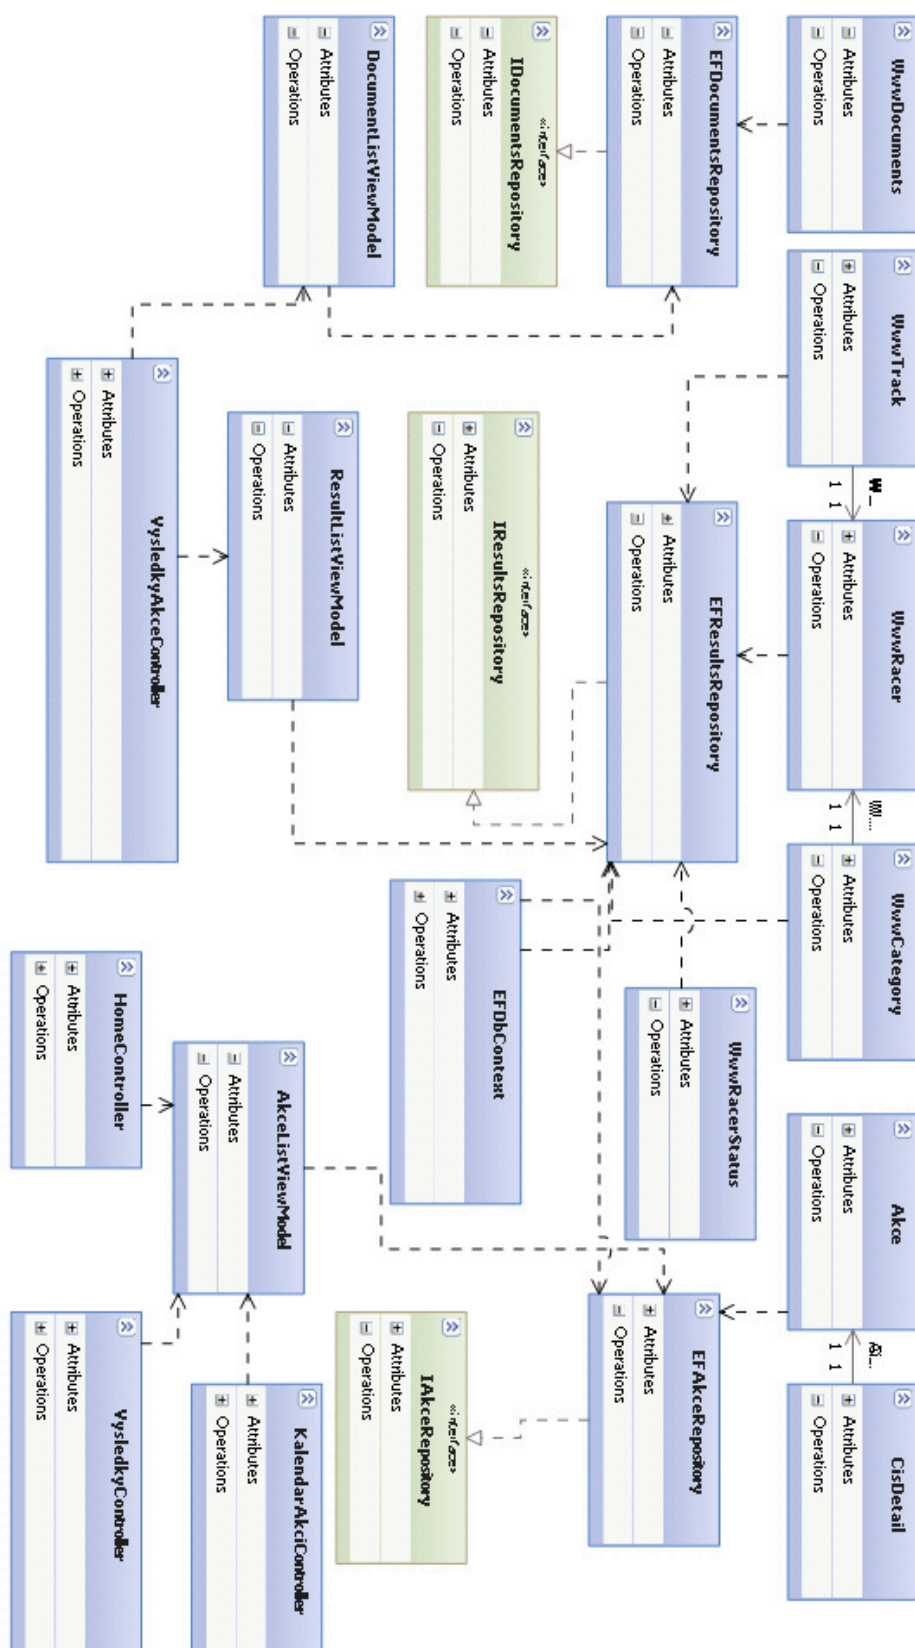 WwwDocuments
Attributes
Operations
WwwTrack
Attributes
Operations
1
1
WwwRacer
Attributes
Operations
1
1
WwwCategory
Attributes
Operations
Akce
Attributes
Operations
1
1
CisDetail
Attributes
Operations
EFDocumentsRepository
Attributes
Operations
EFResultsRepository
Attributes
Operations
WwwRacerStatus
Attributes
Operations
EFAkceRepository
Attributes
Operations
«interface»
IDocumentsRepository
Attributes
Operations
«interface»
IResultsRepository
Attributes
Operations
EFDbContext
Attributes
Operations
«interface»
IAkceRepository
Attributes
Operations
DocumentListViewModel
Attributes
Operations
ResultListViewModel
Attributes
Operations
AkceListViewModel
Attributes
Operations
KalendarAkciController
Attributes
Operations
VysledkyAkceController
Attributes
Operations
HomeController
Attributes
Operations
VysledkyController
Attributes
Operations